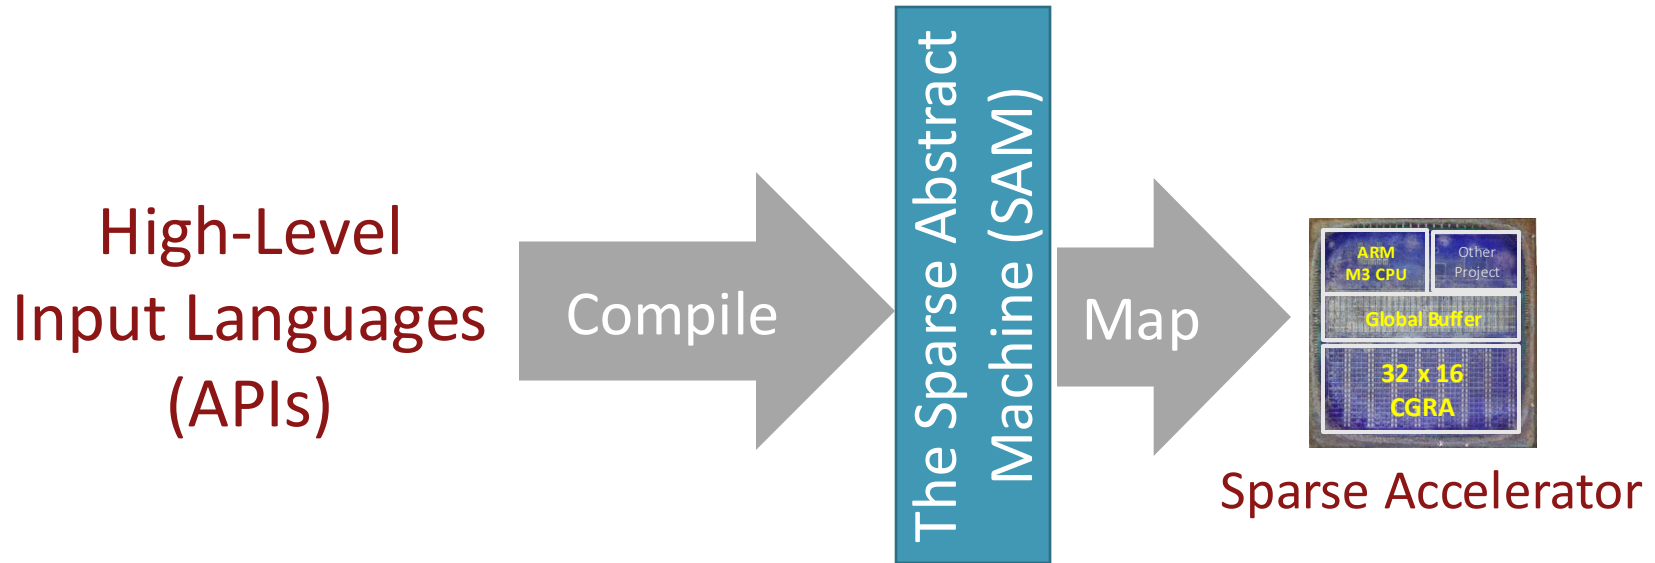 High-Level
Input Languages
(APIs)
Compile
The Sparse Abstract
Machine (SAM)
Map
ARM
M3 CPU
Other
Project
Global Buffer
32 x 16
CGRA
Sparse Accelerator